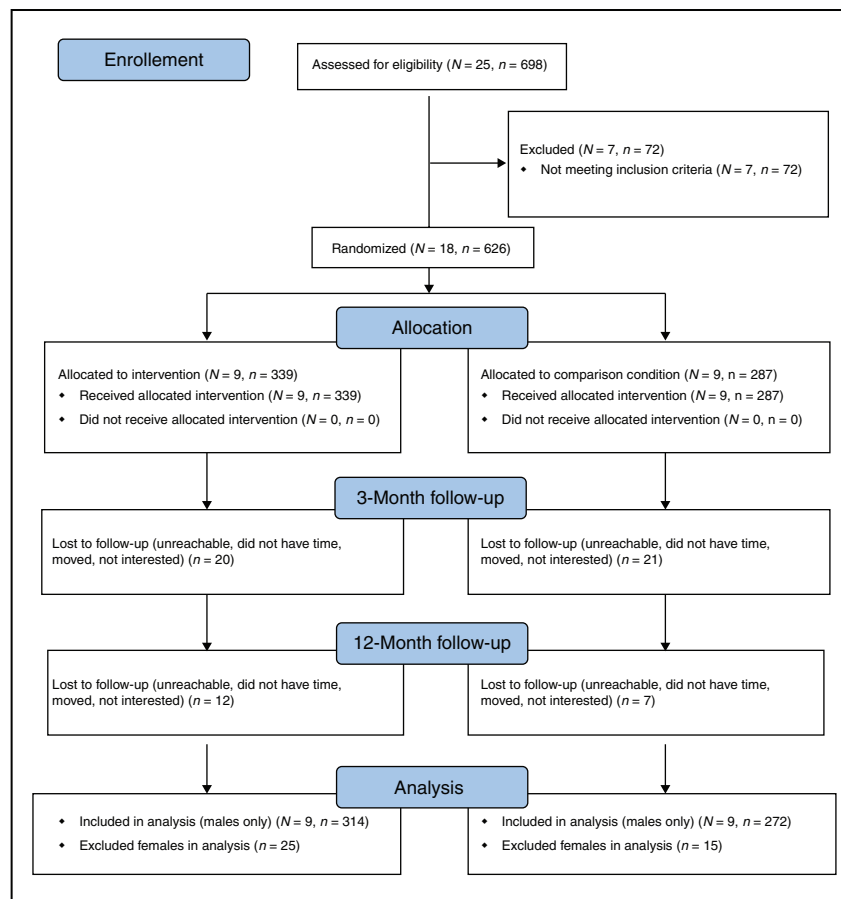 Enrollement
Assessed for eligibility (N = 25, n = 698)
Excluded (N = 7, n = 72)
◆ Not meeting inclusion criteria (N = 7, n = 72)
Randomized (N = 18, n = 626)
Allocation
Allocated to intervention (N = 9, n = 339)
◆ Received allocated intervention (N = 9, n = 339)
◆ Did not receive allocated intervention (N = 0, n = 0)
Allocated to comparison condition (N = 9, n = 287)
◆ Received allocated intervention (N = 9, n = 287)
◆ Did not receive allocated intervention (N = 0, n = 0)
3-Month follow-up
Lost to follow-up (unreachable, did not have time,
moved, not interested) (n = 20)
Lost to follow-up (unreachable, did not have time,
moved, not interested) (n = 21)
12-Month follow-up
Lost to follow-up (unreachable, did not have time,
moved, not interested) (n = 12)
Lost to follow-up (unreachable, did not have time,
moved, not interested) (n = 7)
Analysis
◆ Included in analysis (males only) (N = 9, n = 314)
◆ Excluded females in analysis (n = 25)
◆ Included in analysis (males only) (N = 9, n = 272)
◆ Excluded females in analysis (n = 15)